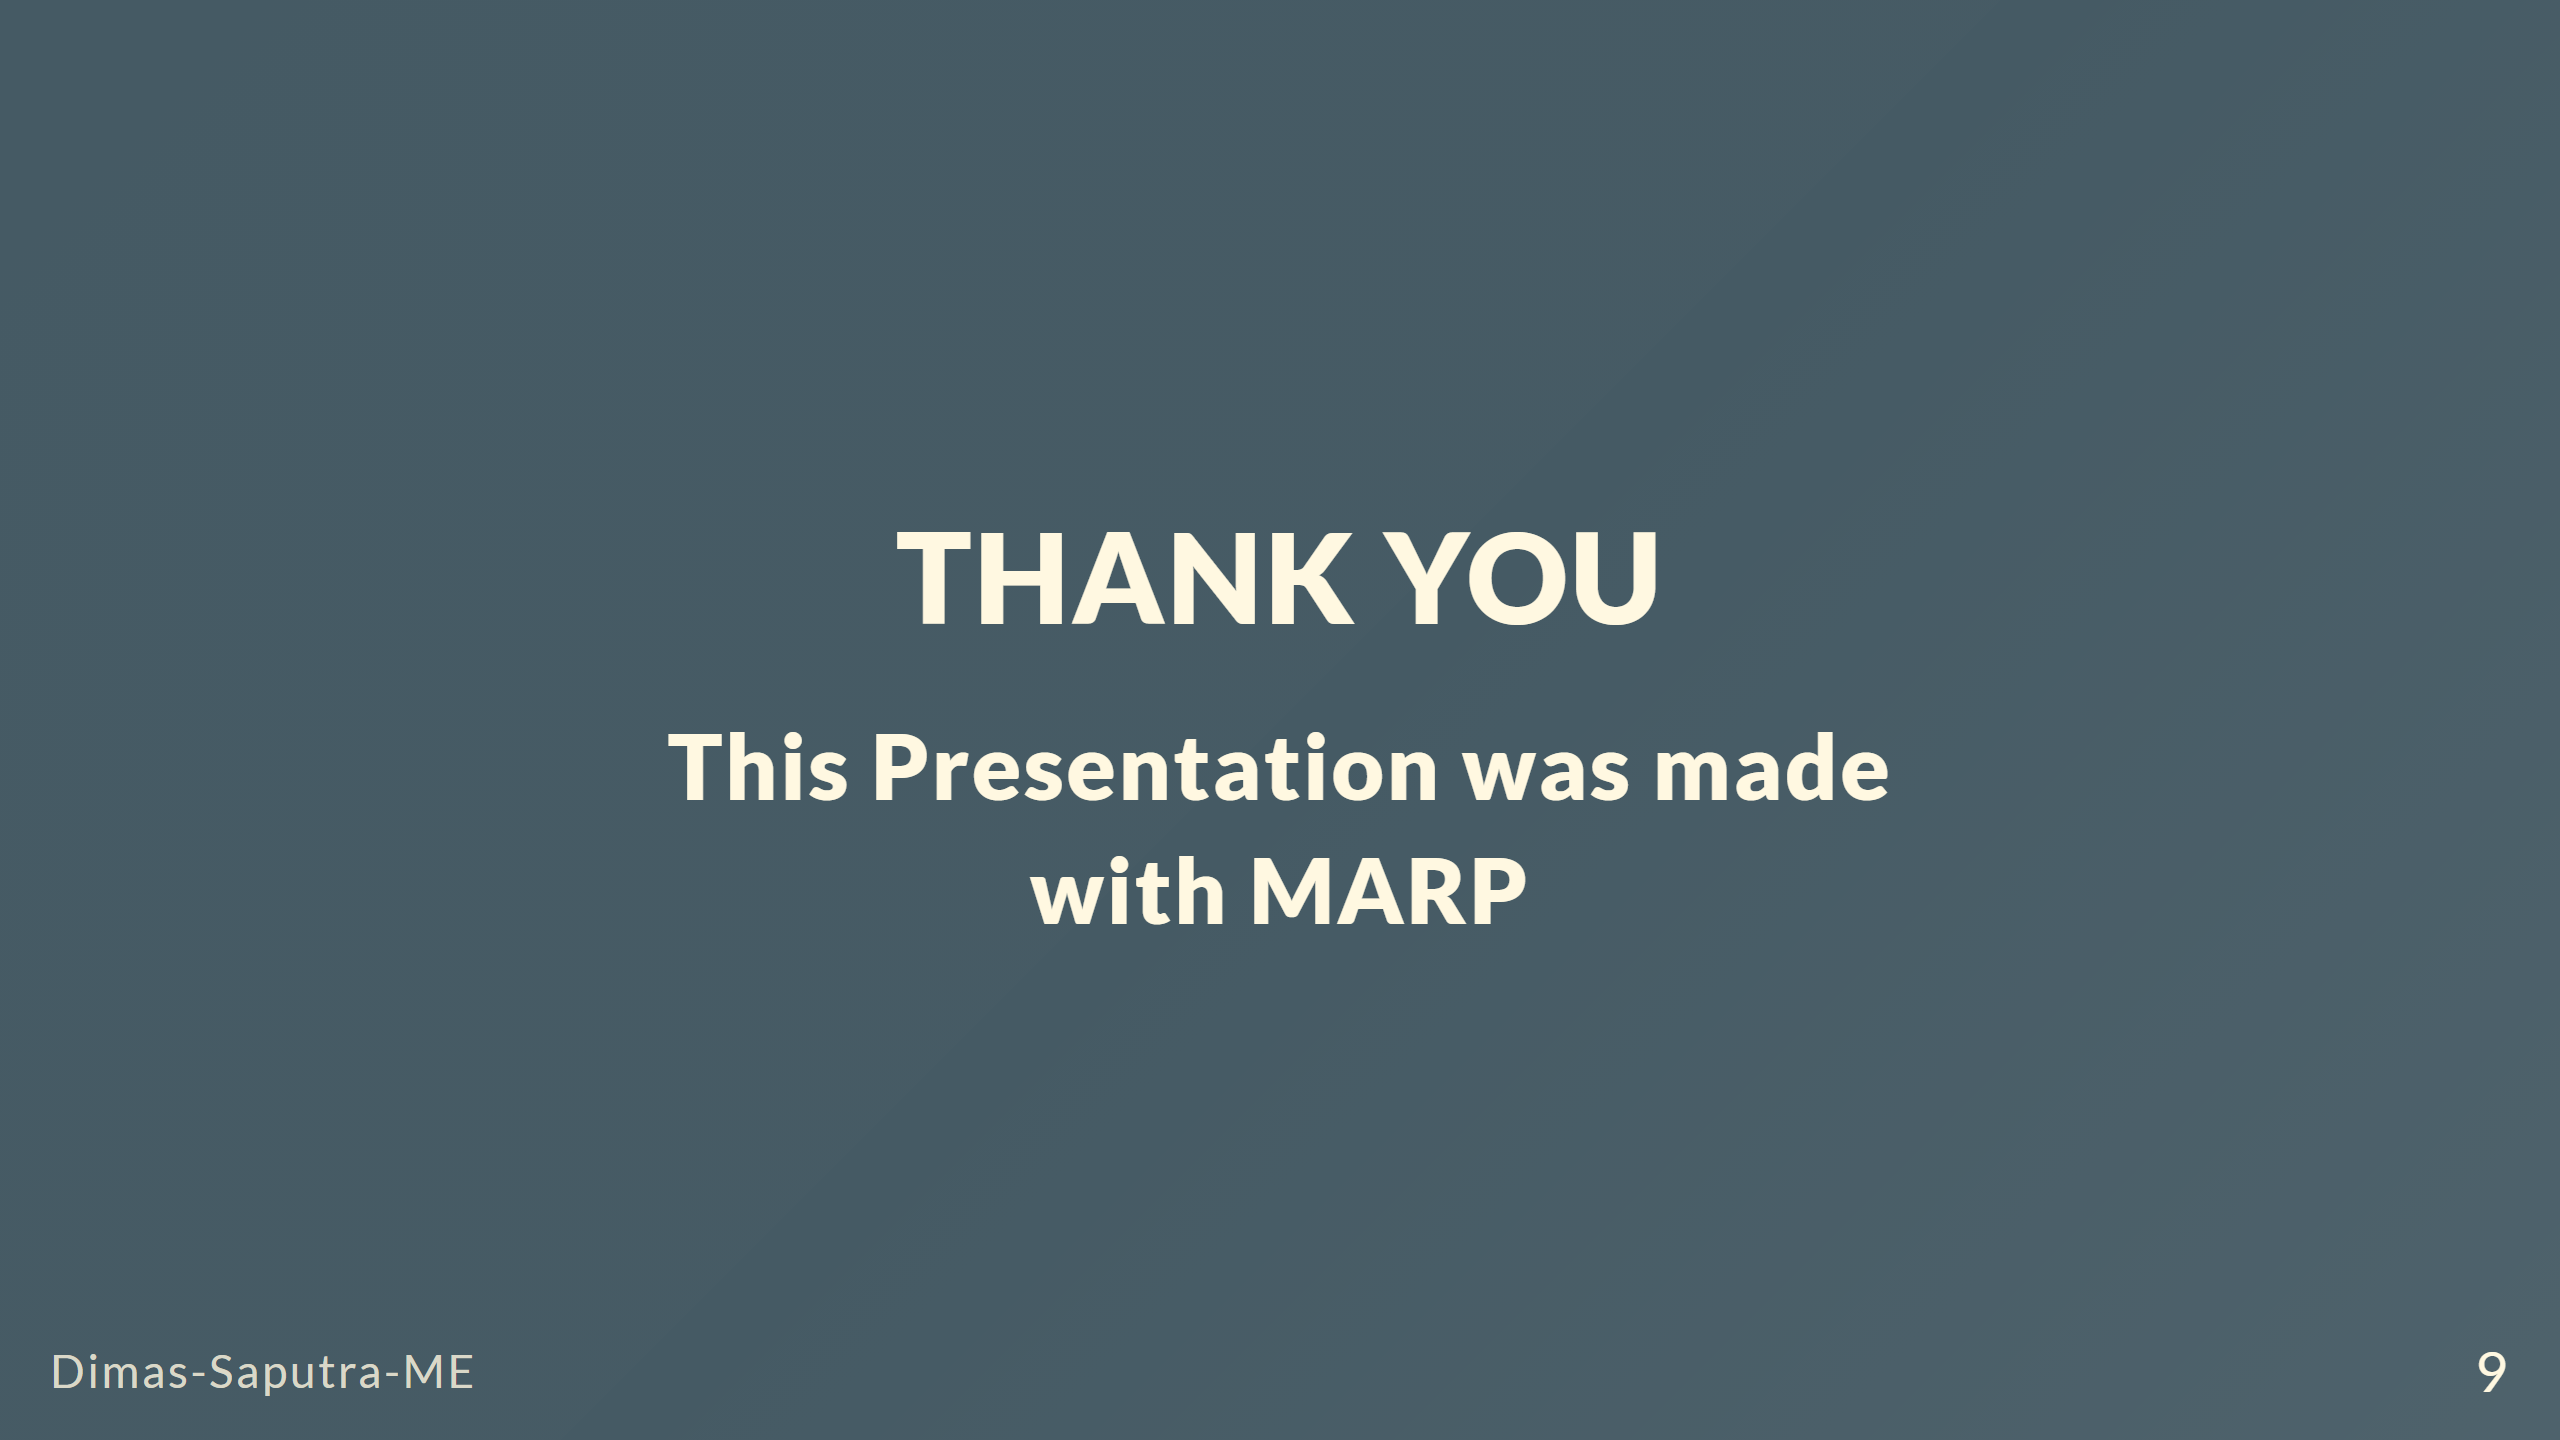 THANK YOU
This Presentation was made
with MARP
Dimas-Saputra-ME
9